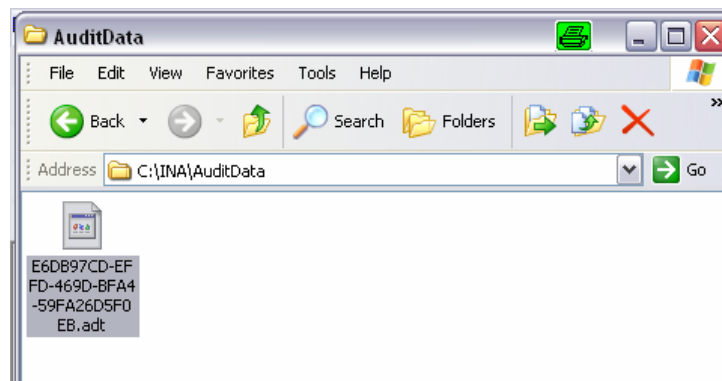 AuditData
File Edit View Favorites Tools Help
Back Search Folders
Address C:\INA\AuditData Go
E6DB97CD-EF
FD-469D-BFA4
-59FA26D5F0
EB.adt